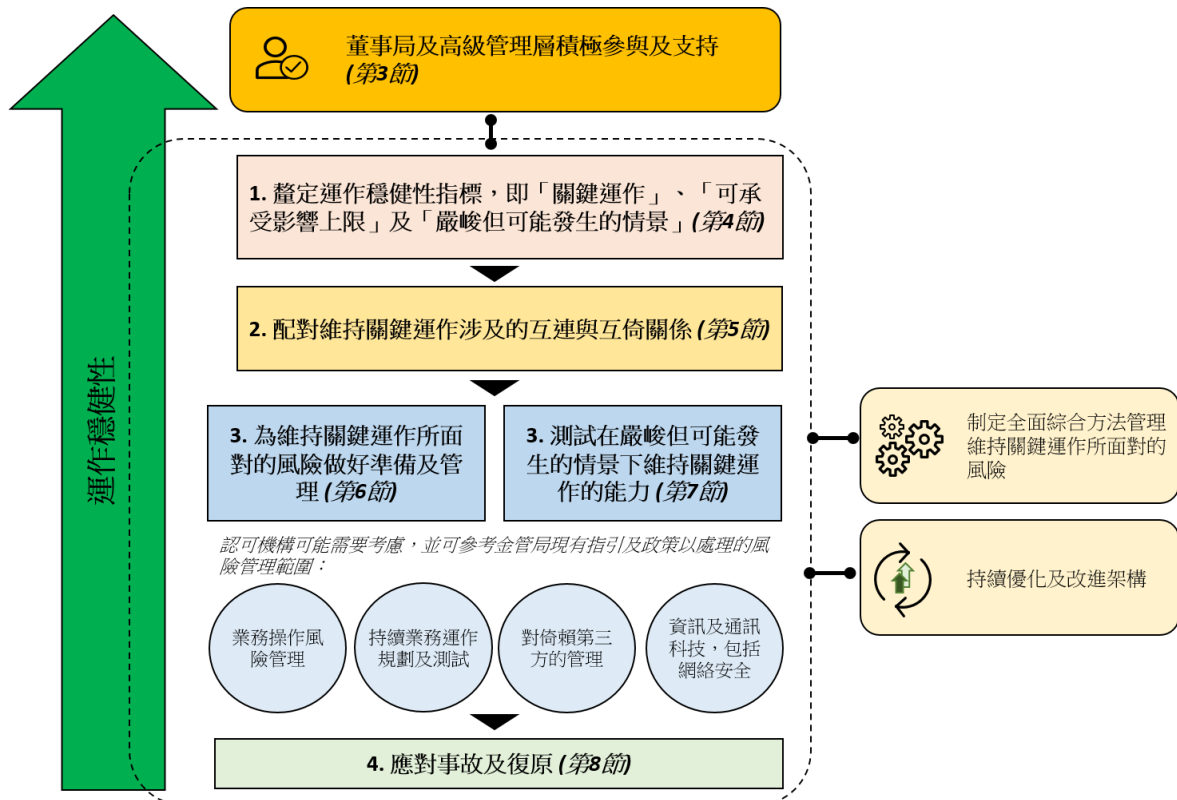 董事局及高級管理層積極參與及支持
(第3節)
1. 釐定運作穩健性指標，即「關鍵運作」、「可承
受影響上限」及「嚴峻但可能發生的情景」(第4節)
2. 配對維持關鍵運作涉及的互連與互倚關係 (第5節)
運作穩健性
3. 為維持關鍵運作所面
對的風險做好準備及管
理 (第6節)
3. 測試在嚴峻但可能發
生的情景下維持關鍵運
作的能力 (第7節)
制定全面綜合方法管理
維持關鍵運作所面對的
風險
認可機構可能需要考慮，並可參考金管局現有指引及政策以處理的風
險管理範圍：
持續優化及改進架構
業務操作風
險管理
持續業務運作
規劃及測試
對倚賴第三
方的管理
資訊及通訊
科技，包括
網絡安全
4. 應對事故及復原 (第8節)